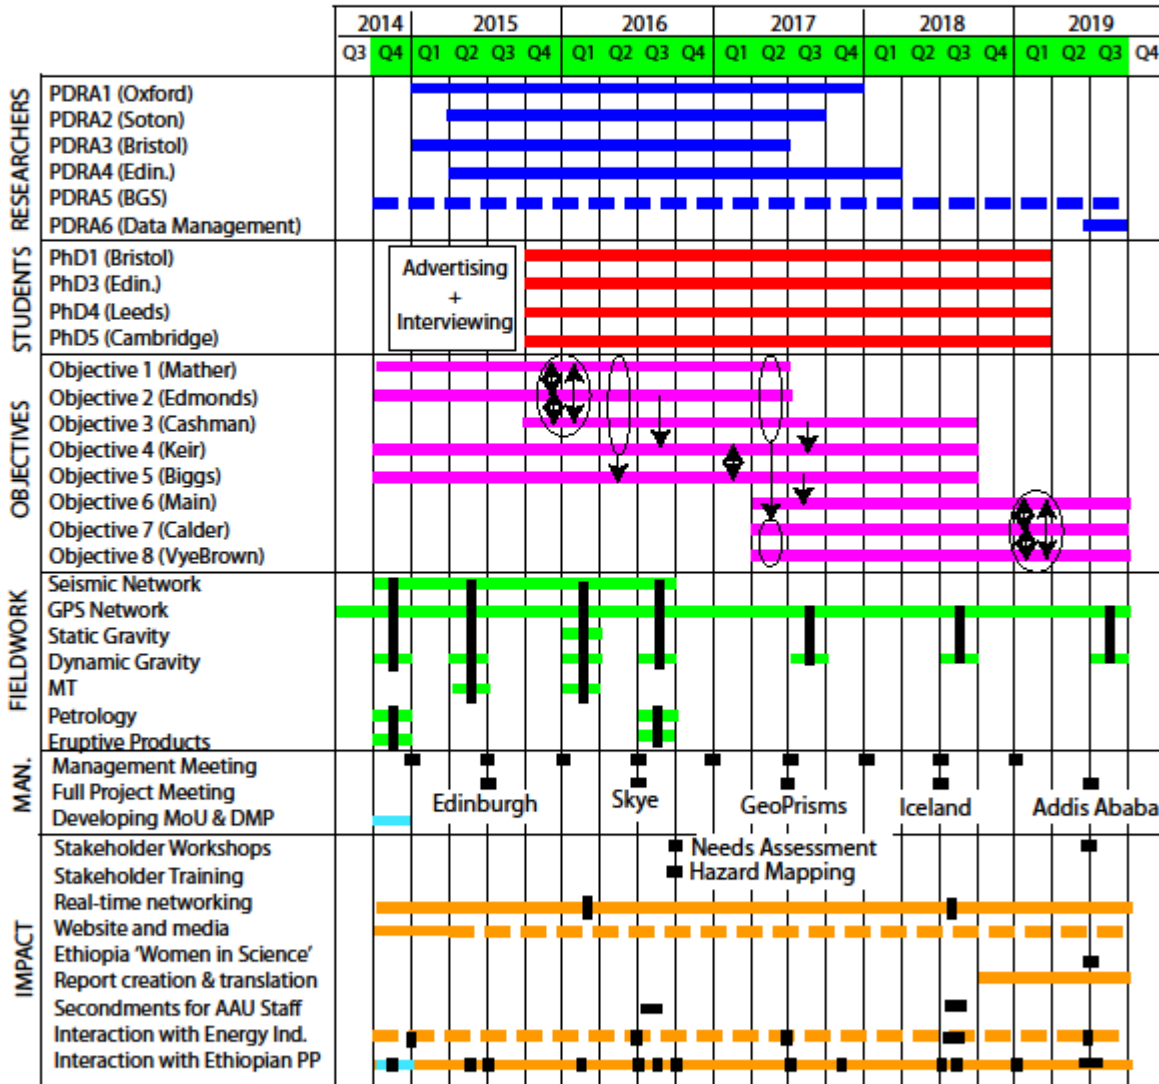 2014 2015 2016 2017 2018 2019
Q3 Q4 Q1 Q2 Q3 Q4 Q1 Q2 Q3 Q4 Q1 Q2 Q3 Q4 Q1 Q2 Q3 Q4 Q1 Q2 Q3 Q4
RESEARCHERS
PDRA1 (Oxford)
PDRA2 (Soton)
PDRA3 (Bristol)
PDRA4 (Edin.)
PDRA5 (BGS)
PDRA6 (Data Management)
STUDENTS
PhD1 (Bristol)
PhD3 (Edin.)
PhD4 (Leeds)
PhD5 (Cambridge)
Advertising
+
Interviewing
OBJECTIVES
Objective 1 (Mather)
Objective 2 (Edmonds)
Objective 3 (Cashman)
Objective 4 (Keir)
Objective 5 (Biggs)
Objective 6 (Main)
Objective 7 (Calder)
Objective 8 (VyeBrown)
FIELDWORK
Seismic Network
GPS Network
Static Gravity
Dynamic Gravity
MT
Petrology
Eruptive Products
MAN.
Management Meeting
Full Project Meeting
Edinburgh Skye GeoPrisms Iceland Addis Ababa
Developing MoU & DMP
IMPACT
Stakeholder Workshops
Needs Assessment
Stakeholder Training
Hazard Mapping
Real-time networking
Website and media
Ethiopia 'Women in Science'
Report creation & translation
Secondments for AAU Staff
Interaction with Energy Ind.
Interaction with Ethiopian PP